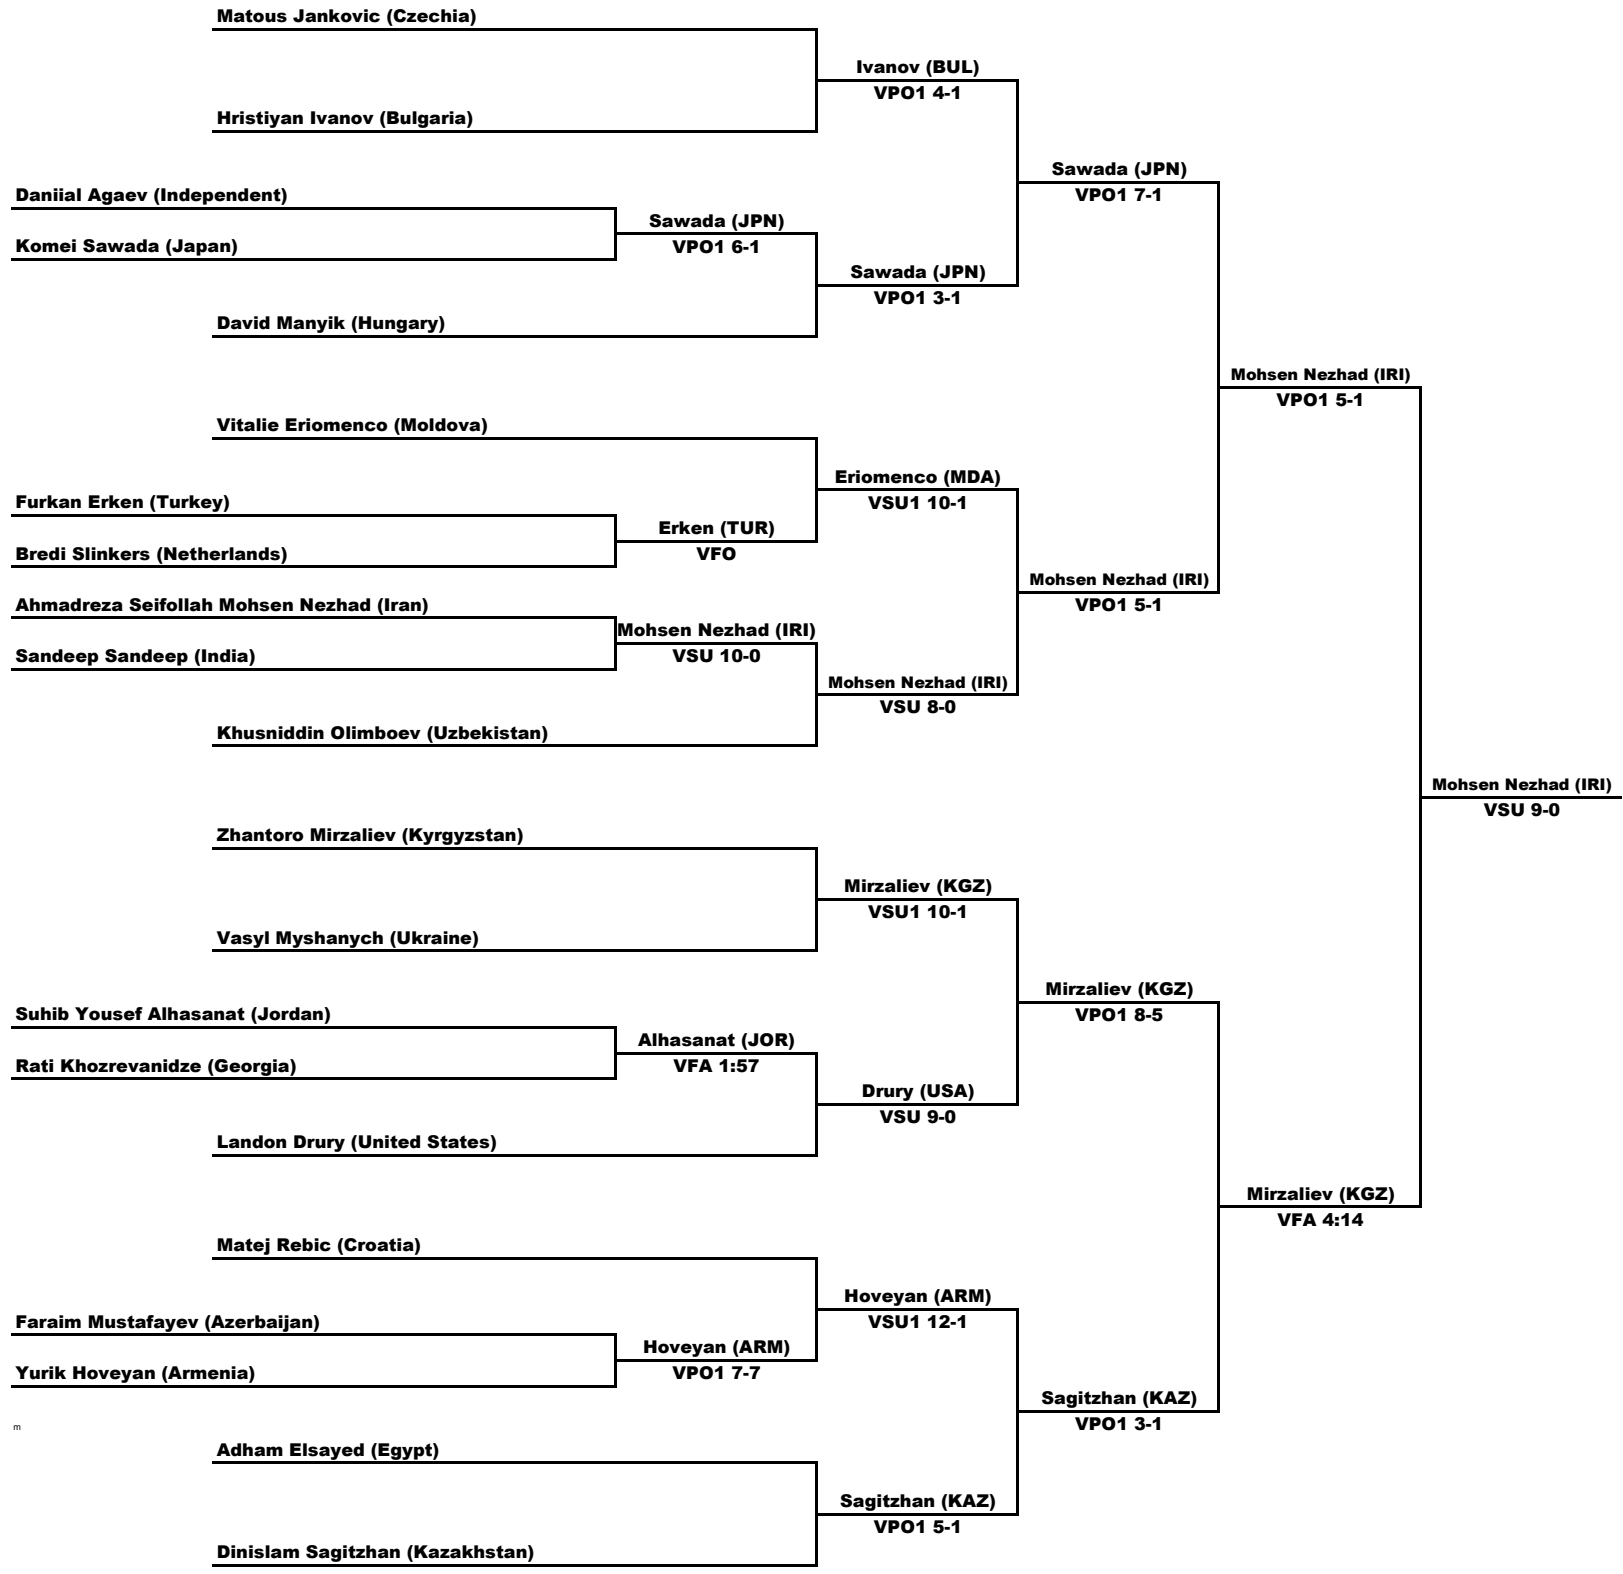 Matous Jankovic (Czechia)
Ivanov (BUL)
VPO1 4-1
Hristiyan Ivanov (Bulgaria)
Sawada (JPN)
VPO1 7-1
Daniial Agaev (Independent)
Sawada (JPN)
VPO1 6-1
Komei Sawada (Japan)
Sawada (JPN)
VPO1 3-1
David Manyik (Hungary)
Mohsen Nezhad (IRI)
VPO1 5-1
Vitalie Eriomenco (Moldova)
Eriomenco (MDA)
VSU1 10-1
Furkan Erken (Turkey)
Erken (TUR)
VFO
Bredi Slinkers (Netherlands)
Mohsen Nezhad (IRI)
VPO1 5-1
Ahmadreza Seifollah Mohsen Nezhad (Iran)
Mohsen Nezhad (IRI)
VSU 10-0
Sandeep Sandeep (India)
Mohsen Nezhad (IRI)
VSU 8-0
Khusniddin Olimboev (Uzbekistan)
Mohsen Nezhad (IRI)
VSU 9-0
Zhantoro Mirzaliev (Kyrgyzstan)
Mirzaliev (KGZ)
VSU1 10-1
Vasyl Myshanych (Ukraine)
Mirzaliev (KGZ)
VPO1 8-5
Suhib Yousef Alhasanat (Jordan)
Alhasanat (JOR)
VFA 1:57
Rati Khozrevanidze (Georgia)
Drury (USA)
VSU 9-0
Landon Drury (United States)
Mirzaliev (KGZ)
VFA 4:14
Matej Rebic (Croatia)
Hoveyan (ARM)
VSU1 12-1
Faraim Mustafayev (Azerbaijan)
Hoveyan (ARM)
VPO1 7-7
Yurik Hoveyan (Armenia)
Sagitzhan (KAZ)
VPO1 3-1
m
Adham Elsayed (Egypt)
Sagitzhan (KAZ)
VPO1 5-1
Dinislam Sagitzhan (Kazakhstan)